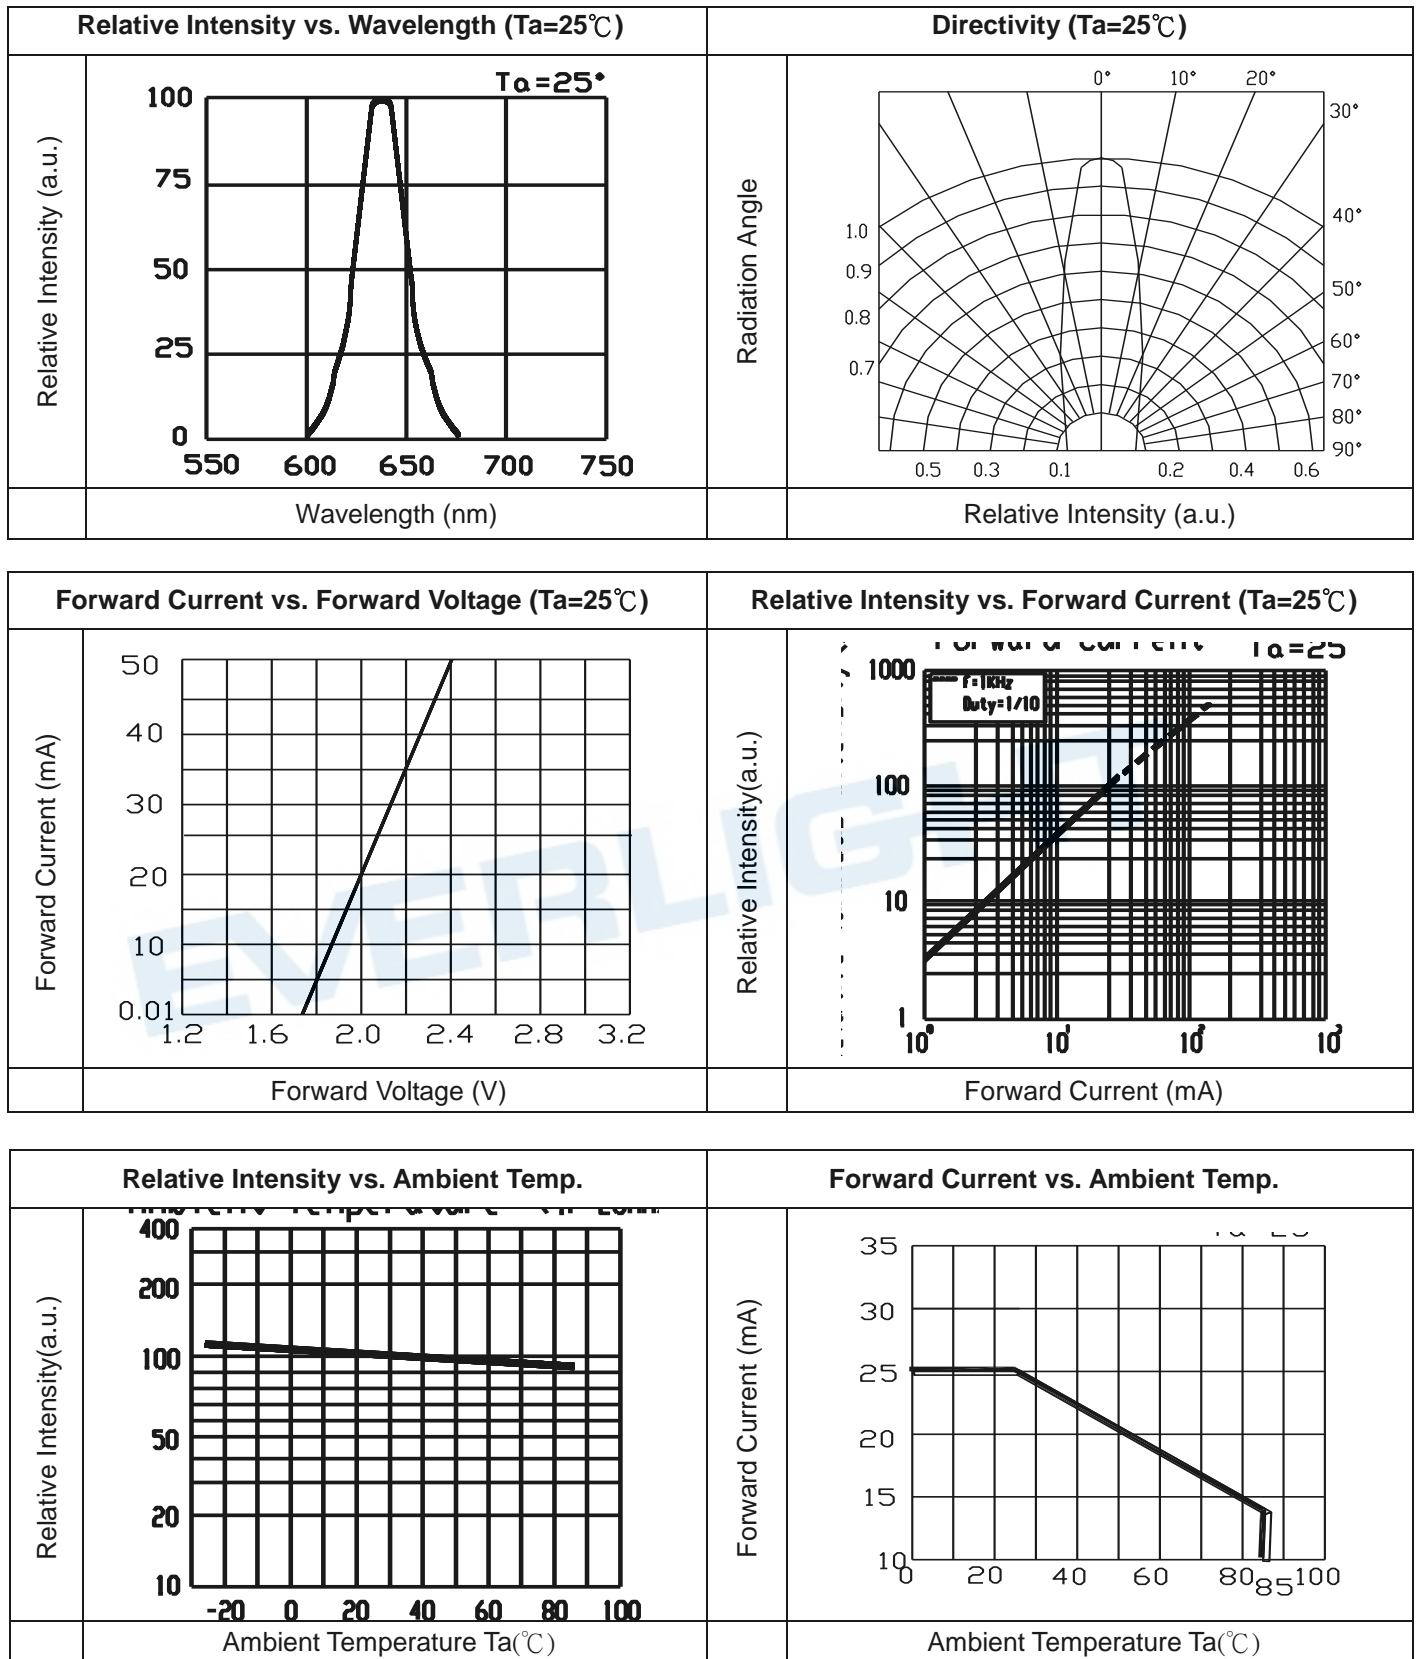 Relative Intensity vs. Wavelength (Ta=25℃)
Directivity (Ta=25℃)
Relative Intensity (a.u.)
Ta=25°
100
75
50
25
0
550 600 650 700 750
Wavelength (nm)
Radiation Angle
0° 10° 20°
30°
40°
50°
60°
70°
80°
90°
1.0
0.9
0.8
0.7
0.5 0.3 0.1 0.2 0.4 0.6
Relative Intensity (a.u.)
Forward Current vs. Forward Voltage (Ta=25℃)
Relative Intensity vs. Forward Current (Ta=25℃)
Forward Current (mA)
50
40
30
20
10
0.01
1.2 1.6 2.0 2.4 2.8 3.2
Forward Voltage (V)
Relative Intensity(a.u.)
Forward Current Ta=25
1000
100
10
1
f=1KHz
Duty=1/10
10⁰ 10¹ 10² 10³
Forward Current (mA)
EVERLIGHT
Relative Intensity vs. Ambient Temp.
Forward Current vs. Ambient Temp.
Relative Intensity(a.u.)
400
200
100
50
20
10
-20 0 20 40 60 80 100
Ambient Temperature Ta(℃)
Forward Current (mA)
35
30
25
20
15
10
0 20 40 60 80 85 100
Ambient Temperature Ta(℃)